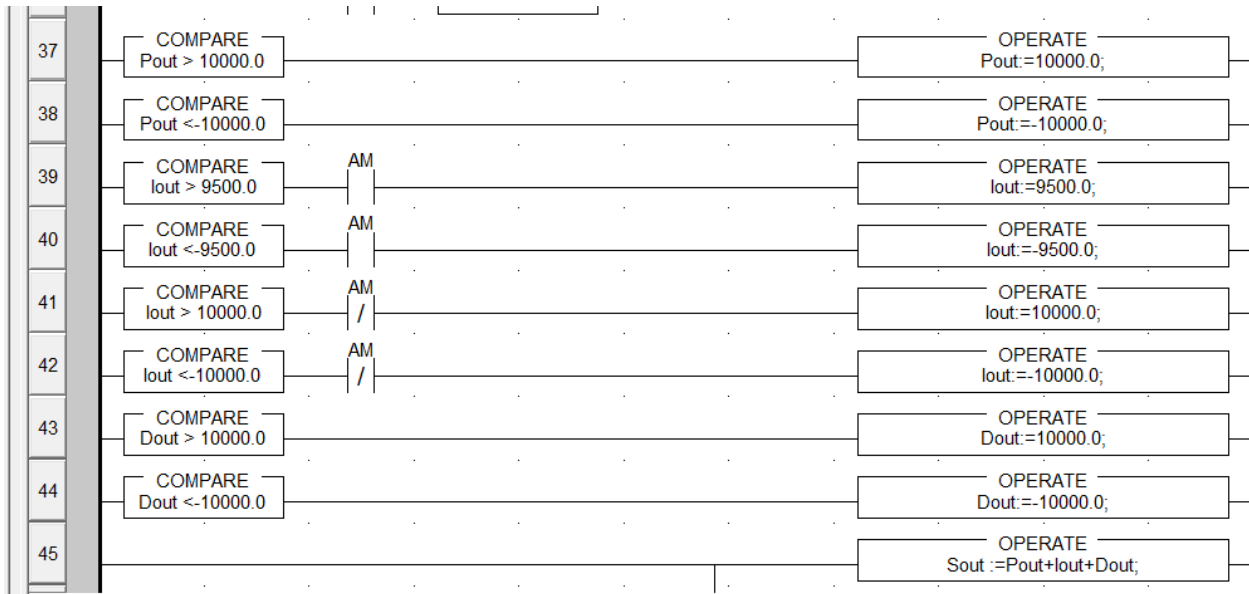 37
COMPARE
Pout > 10000.0
OPERATE
Pout:=10000.0;
38
COMPARE
Pout <-10000.0
OPERATE
Pout:=-10000.0;
39
COMPARE
Iout > 9500.0
AM
OPERATE
Iout:=9500.0;
40
COMPARE
Iout <-9500.0
AM
OPERATE
Iout:=-9500.0;
41
COMPARE
Iout > 10000.0
AM
/
OPERATE
Iout:=10000.0;
42
COMPARE
Iout <-10000.0
AM
/
OPERATE
Iout:=-10000.0;
43
COMPARE
Dout > 10000.0
OPERATE
Dout:=10000.0;
44
COMPARE
Dout <-10000.0
OPERATE
Dout:=-10000.0;
45
OPERATE
Sout :=Pout+Iout+Dout;